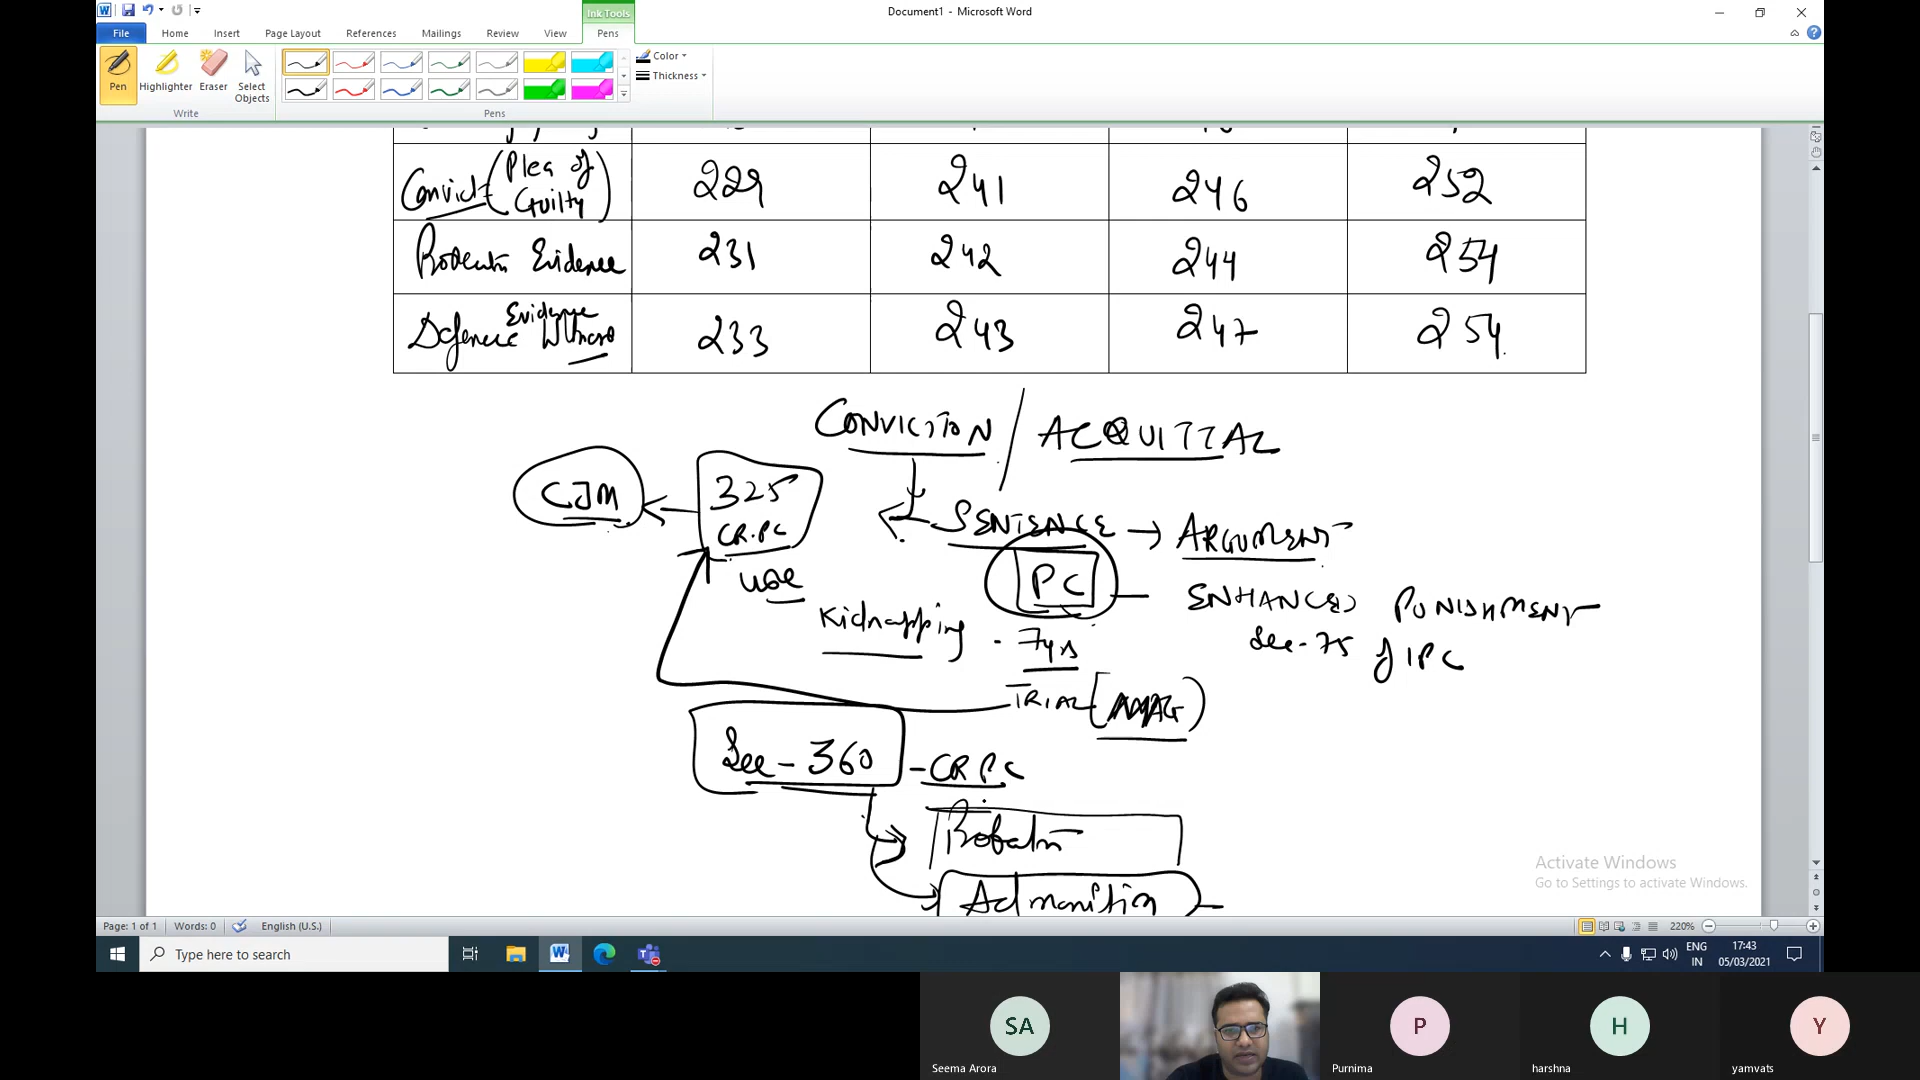 Document1 - Microsoft Word
Ink Tools
File Home Insert Page Layout References Mailings Review View Pens
Pen Highlighter Eraser Select Objects
Color
Thickness
Write Pens
Convict (Plea of Guilty) 229 241 246 252
Evidence 231 242 244 254
Defence Evidence 233 243 247 254
CONVICTION / ACQUITTAL
CJM 325 CR.PC
SENTENCE → ARGUMENT
use PC ENHANCED PUNISHMENT
Kidnapping - 7yrs Sec-75 of IPC
TRIAL
Sec-360 - CRPC
Admonition
Activate Windows
Go to Settings to activate Windows.
Page: 1 of 1 Words: 0 English (U.S.) 220%
Type here to search
ENG IN 17:43 05/03/2021
SA P H Y
Seema Arora Purnima harshna yamvats